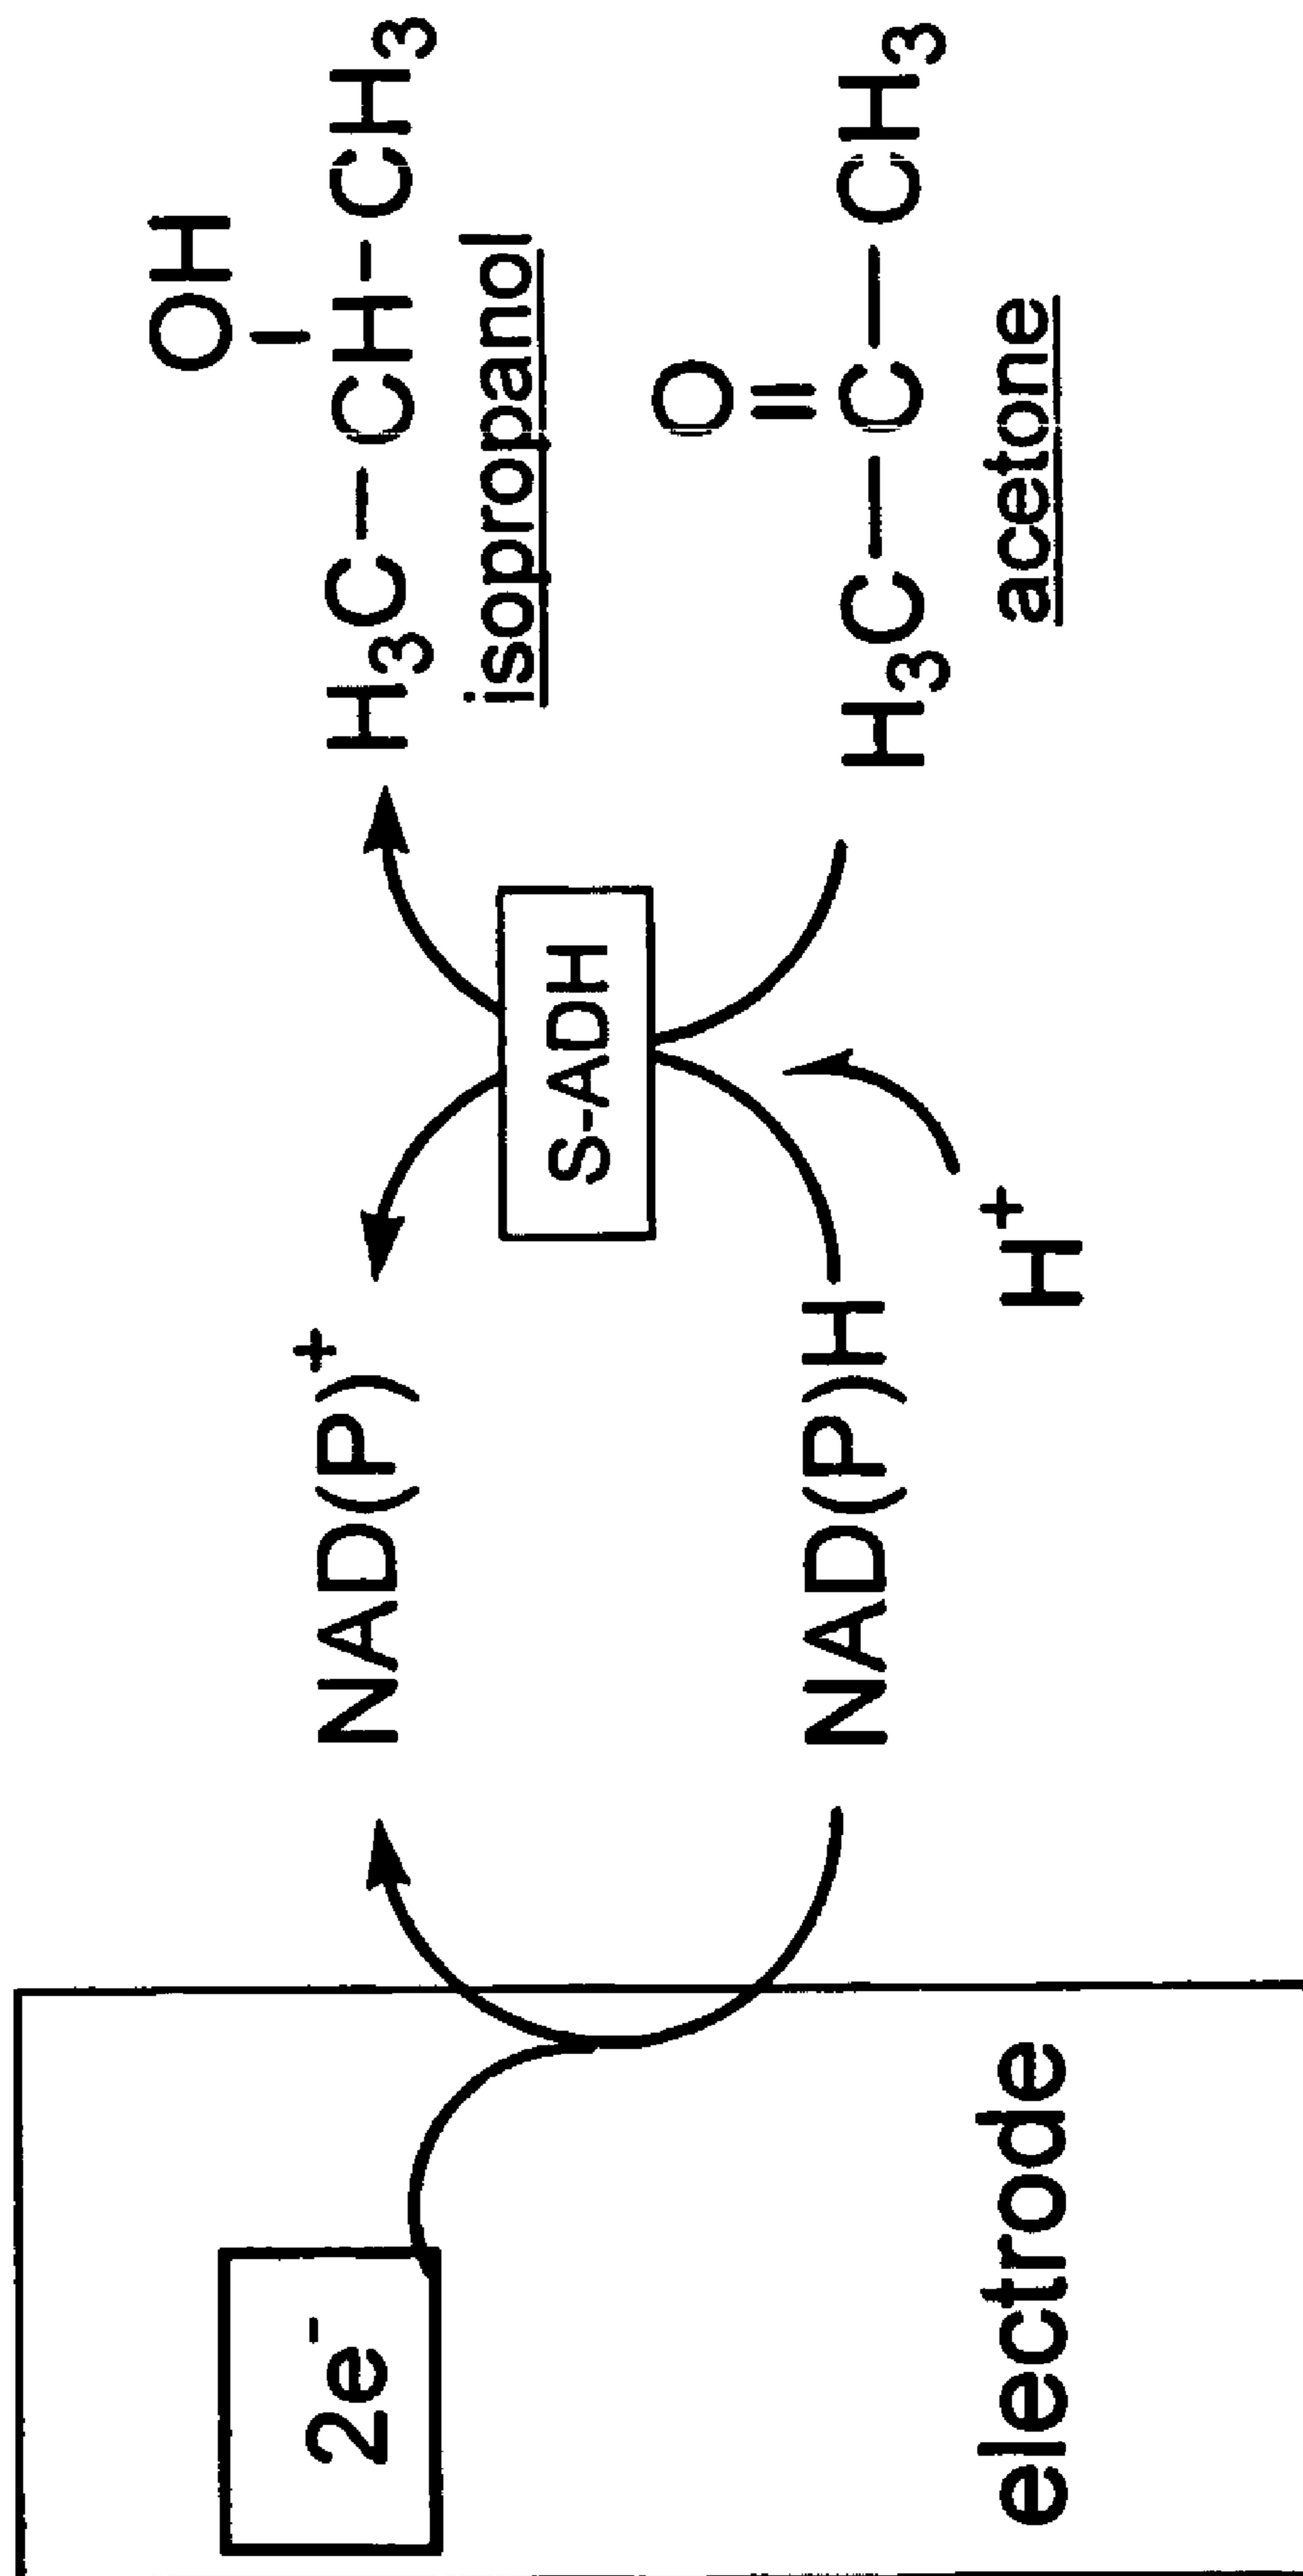 OH
H3C-CH-CH3
isopropanol
NAD(P)+
2e-
S-ADH
O
H3C-C-CH3
NAD(P)H
acetone
H+
electrode